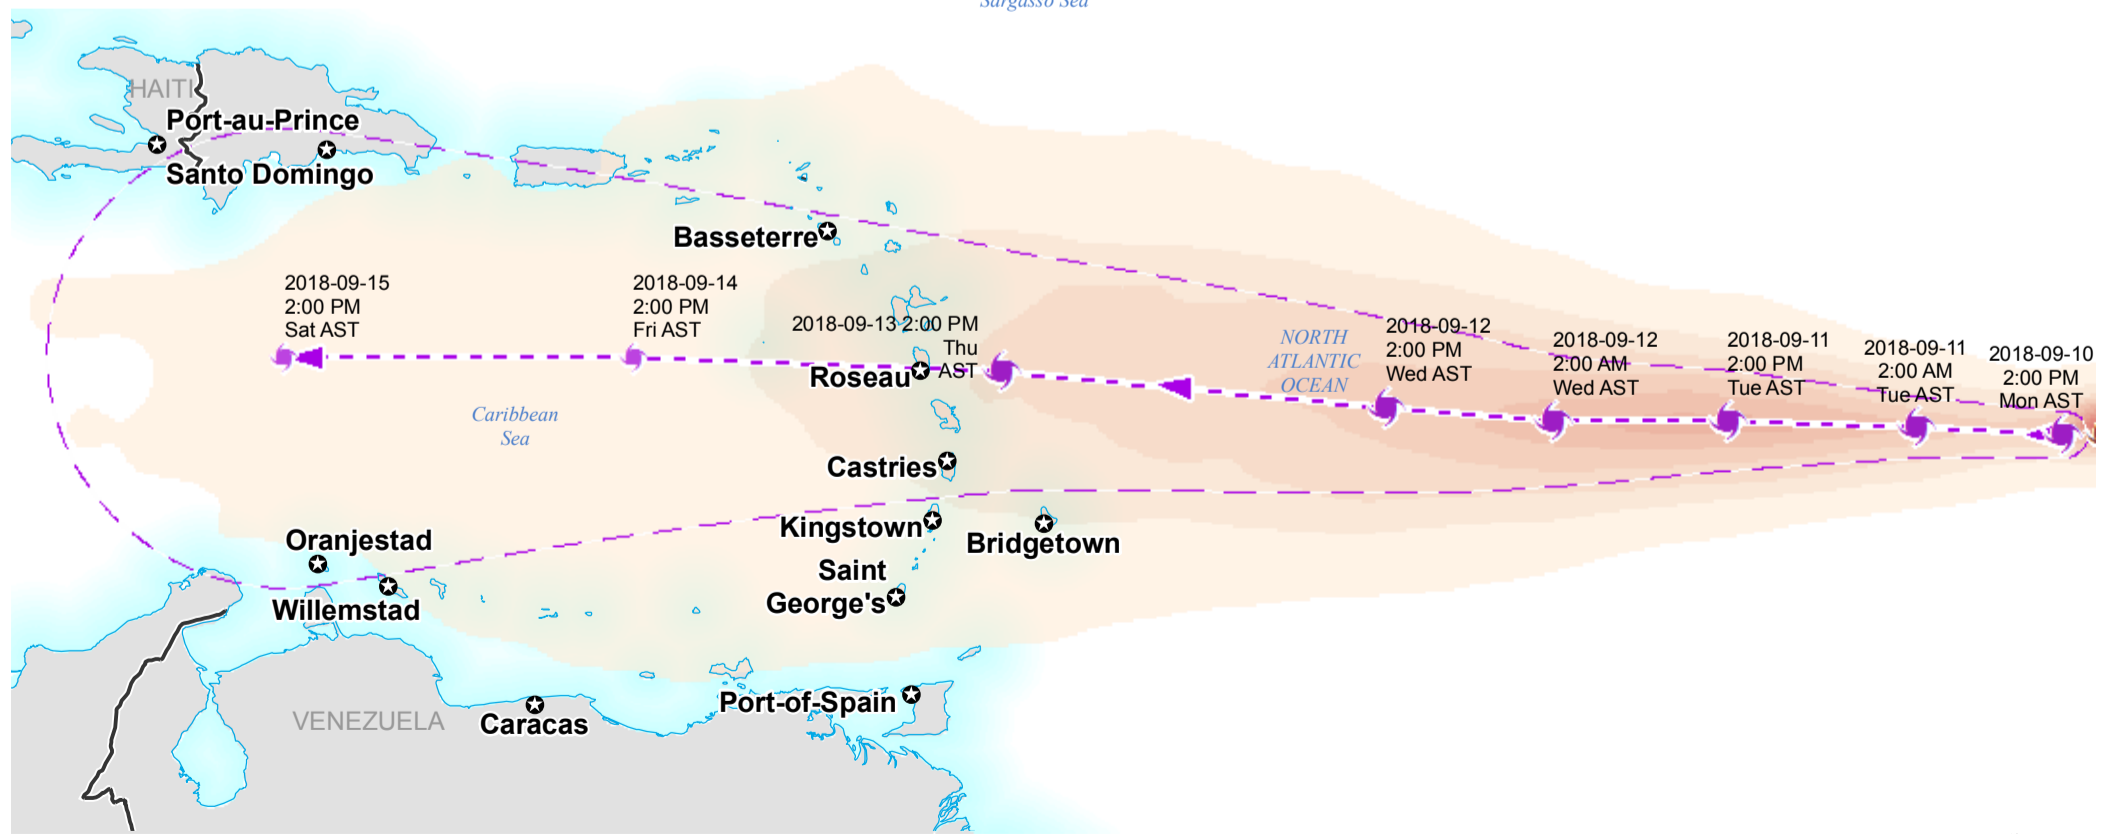 Sargasso Sea
HAITI
Port-au-Prince
Santo Domingo
Basseterre
2018-09-15
2:00 PM
Sat AST
2018-09-14
2:00 PM
Fri AST
2018-09-13 2:00 PM
Thu
AST
NORTH
ATLANTIC
OCEAN
2018-09-12
2:00 PM
Wed AST
2018-09-12
2:00 AM
Wed AST
2018-09-11
2:00 PM
Tue AST
2018-09-11
2:00 AM
Tue AST
2018-09-10
2:00 PM
Mon AST
Roseau
Caribbean
Sea
Castries
Kingstown
Bridgetown
Oranjestad
Willemstad
Saint
George's
VENEZUELA
Caracas
Port-of-Spain